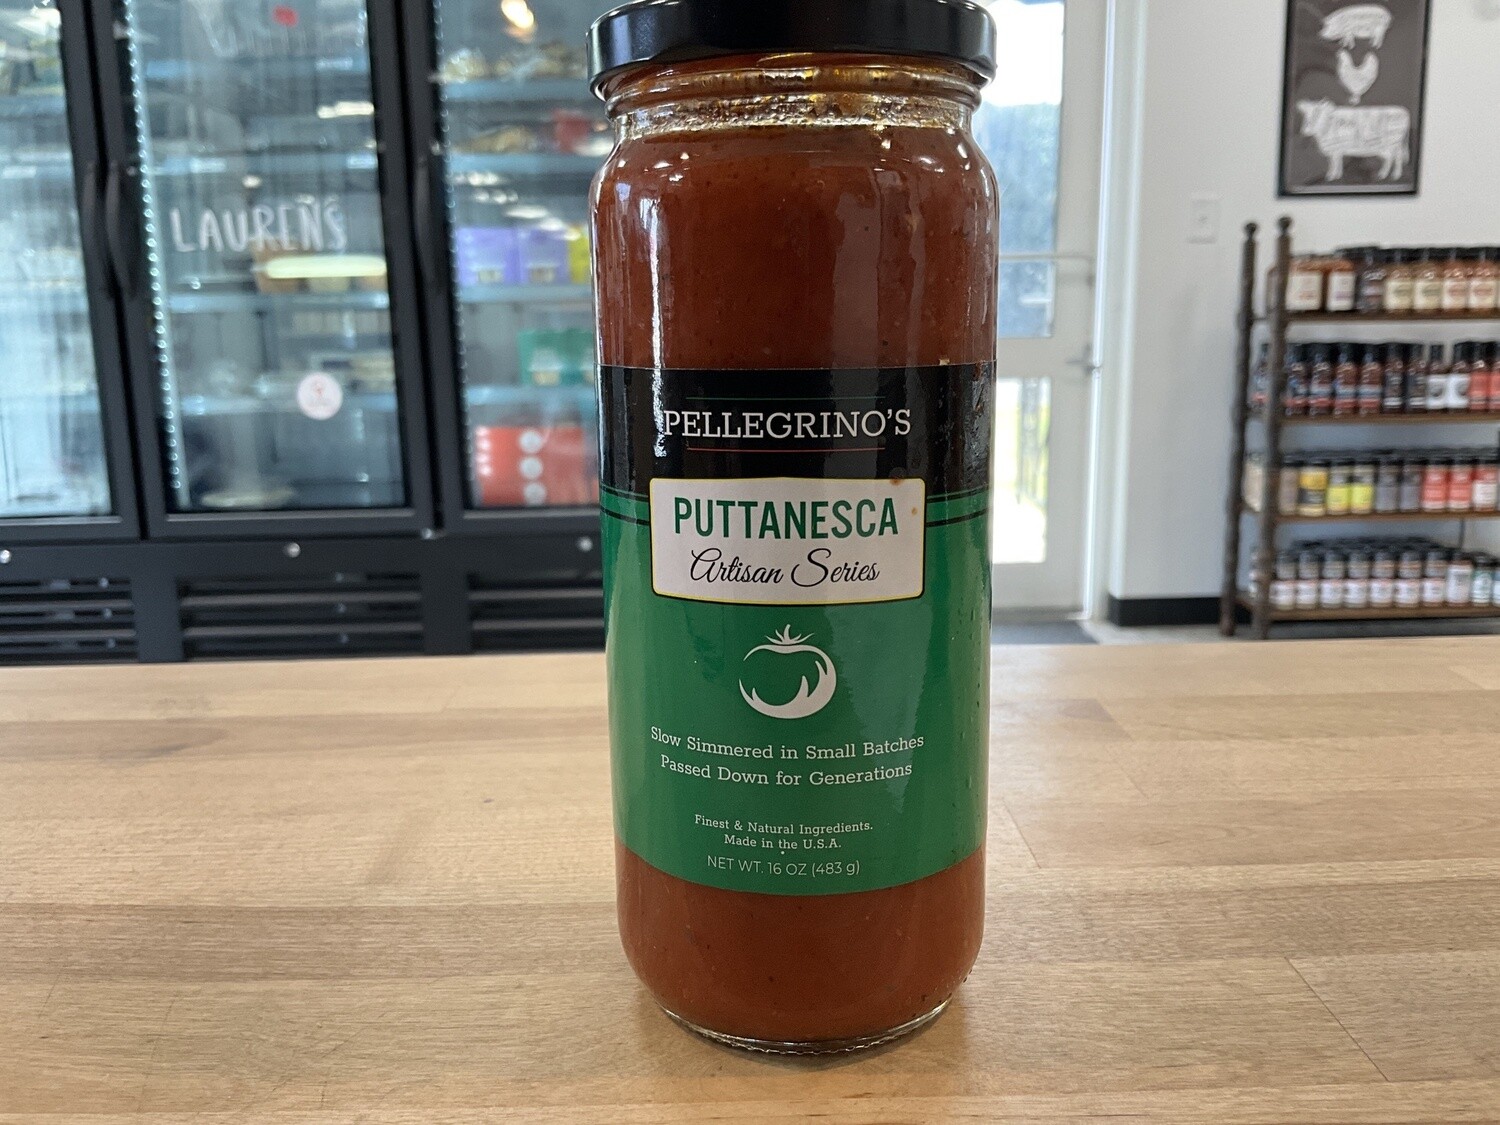 LAUREN'S
PELLEGRINO'S
PUTTANESCA
Artisan Series
Slow Simmered in Small Batches
Passed Down for Generations
Finest & Natural Ingredients.
Made in the U.S.A.
NET WT. 16 OZ (483 g)